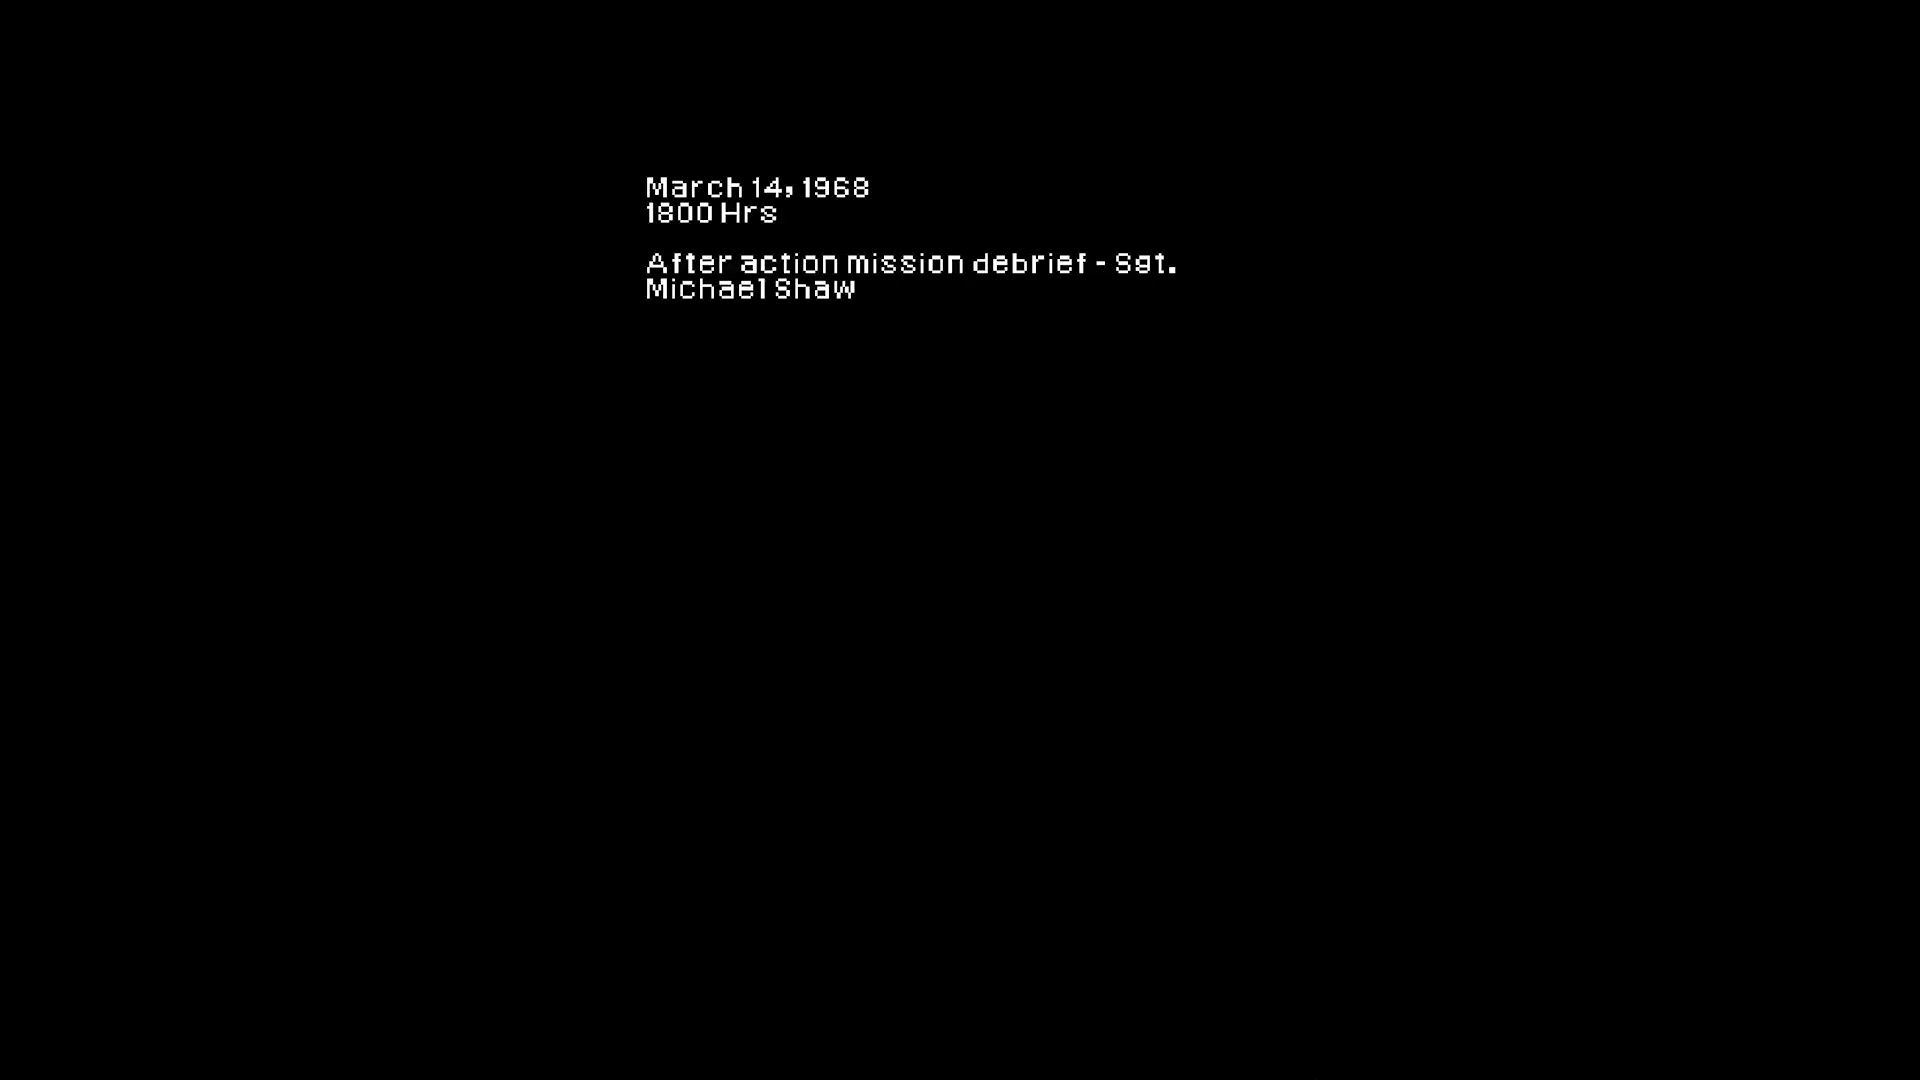 March 14, 1968
1800 Hrs
After action mission debrief - Sgt.
Michael Shaw